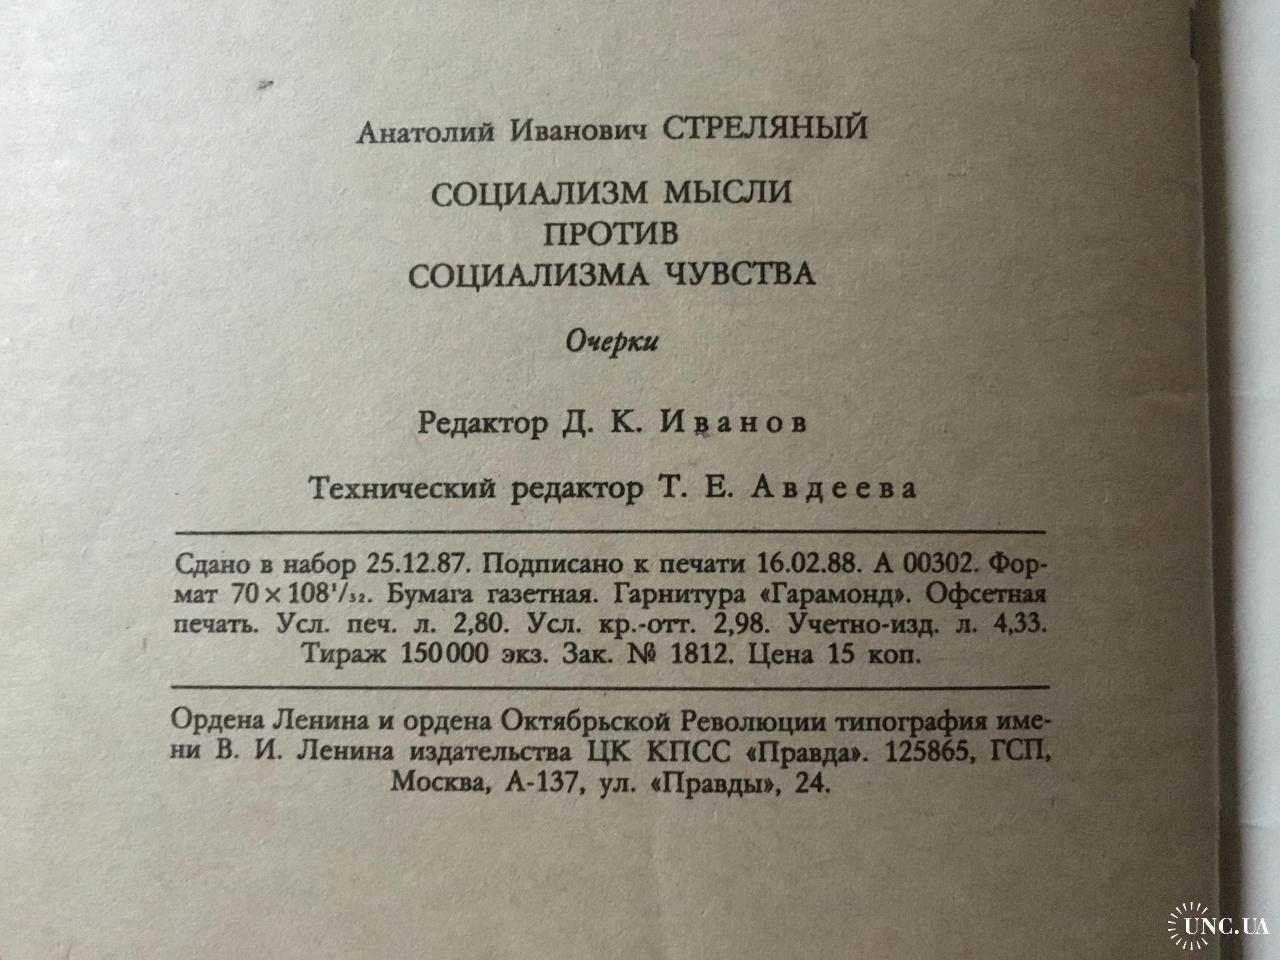 Анатолий Иванович СТРЕЛЯНЫЙ
СОЦИАЛИЗМ МЫСЛИ
ПРОТИВ
СОЦИАЛИЗМА ЧУВСТВА
Очерки
Редактор Д. К. Иванов
Технический редактор Т. Е. Авдеева
Сдано в набор 25.12.87. Подписано к печати 16.02.88. А 00302. Фор-
мат 70×108¹/₃₂. Бумага газетная. Гарнитура «Гарамонд». Офсетная
печать. Усл. печ. л. 2,80. Усл. кр.-отт. 2,98. Учетно-изд. л. 4,33.
Тираж 150000 экз. Зак. № 1812. Цена 15 коп.
Ордена Ленина и ордена Октябрьской Революции типография име-
ни В. И. Ленина издательства ЦК КПСС «Правда». 125865, ГСП,
Москва, А-137, ул. «Правды», 24.
UNC.UA